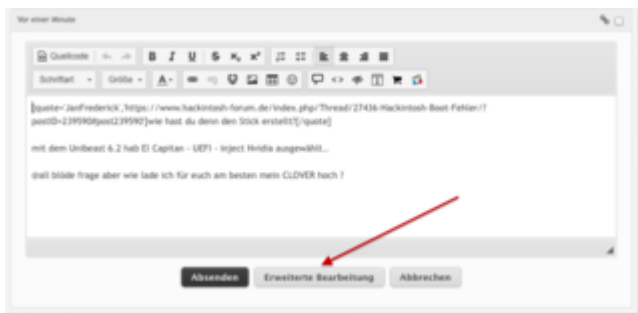 Vor einer Minute
Quellcode B I U S x₂ x²
Schriftart Größe A
[quote='JanFrederick','https://www.hackintosh-forum.de/index.php/Thread/27436-Hackintosh-Boot-Fehler/?
postID=239590#post239590']wie hast du denn den Stick erstellt?[/quote]
mit dem Unibeast 6.2 hab El Capitan - UEFI - inject Nvidia ausgewählt...
@all blöde frage aber wie lade ich für euch am besten mein CLOVER hoch ?
Absenden Erweiterte Bearbeitung Abbrechen